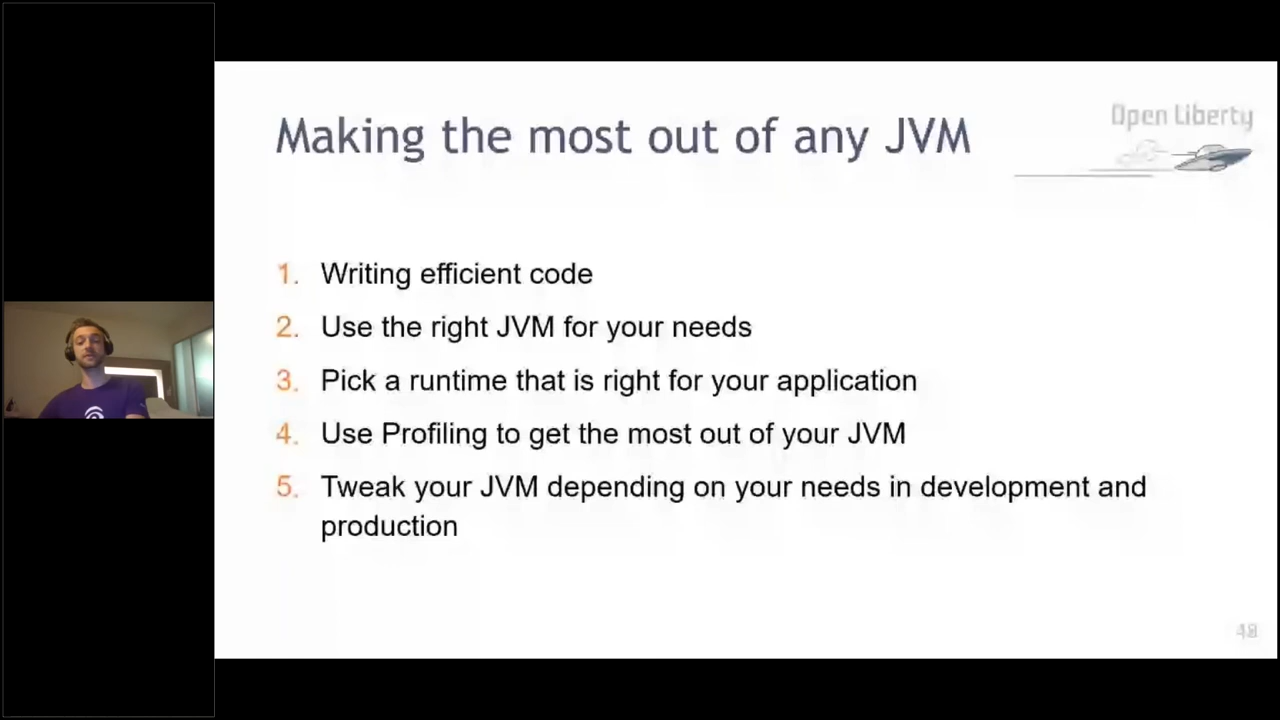 Making the most out of any JVM
Open Liberty
1. Writing efficient code
2. Use the right JVM for your needs
3. Pick a runtime that is right for your application
4. Use Profiling to get the most out of your JVM
5. Tweak your JVM depending on your needs in development and
production